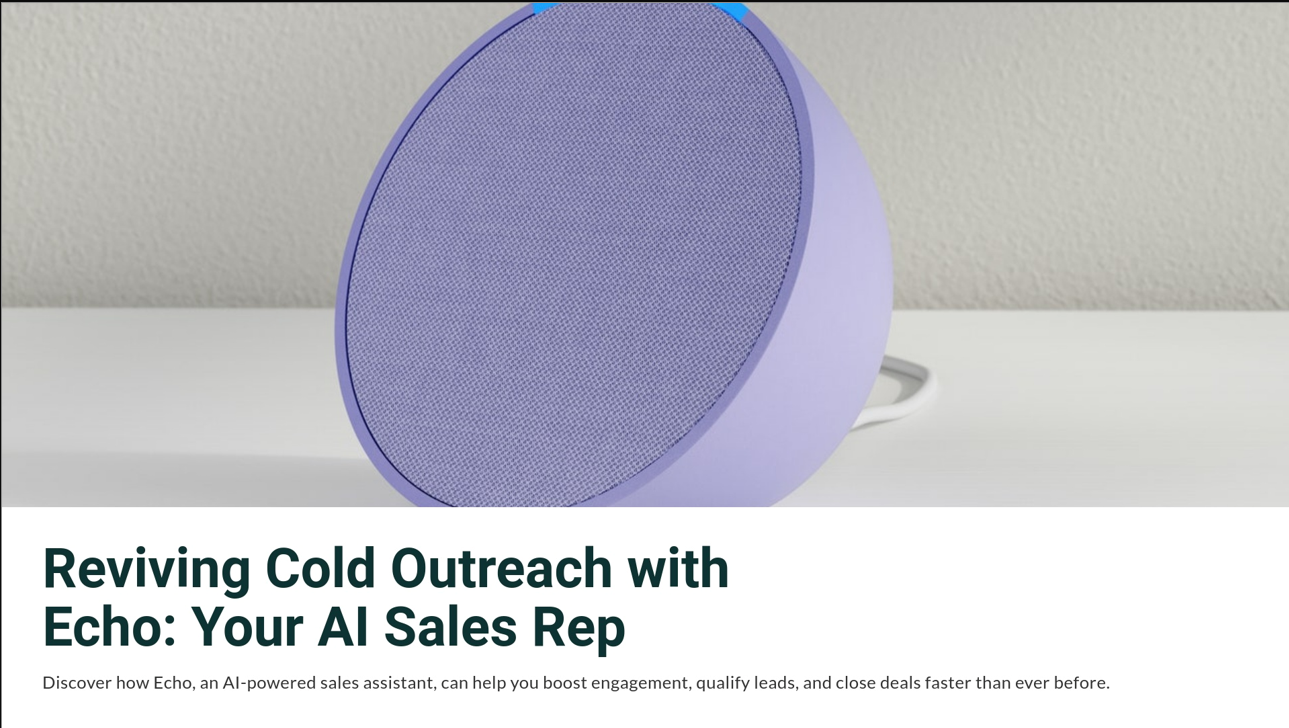 Reviving Cold Outreach with
Echo: Your AI Sales Rep
Discover how Echo, an AI-powered sales assistant, can help you boost engagement, qualify leads, and close deals faster than ever before.